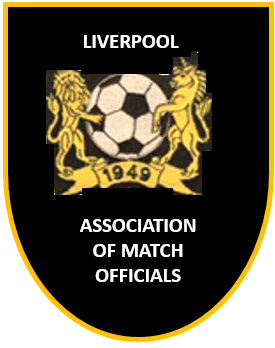 LIVERPOOL
1949
ASSOCIATION
OF MATCH
OFFICIALS